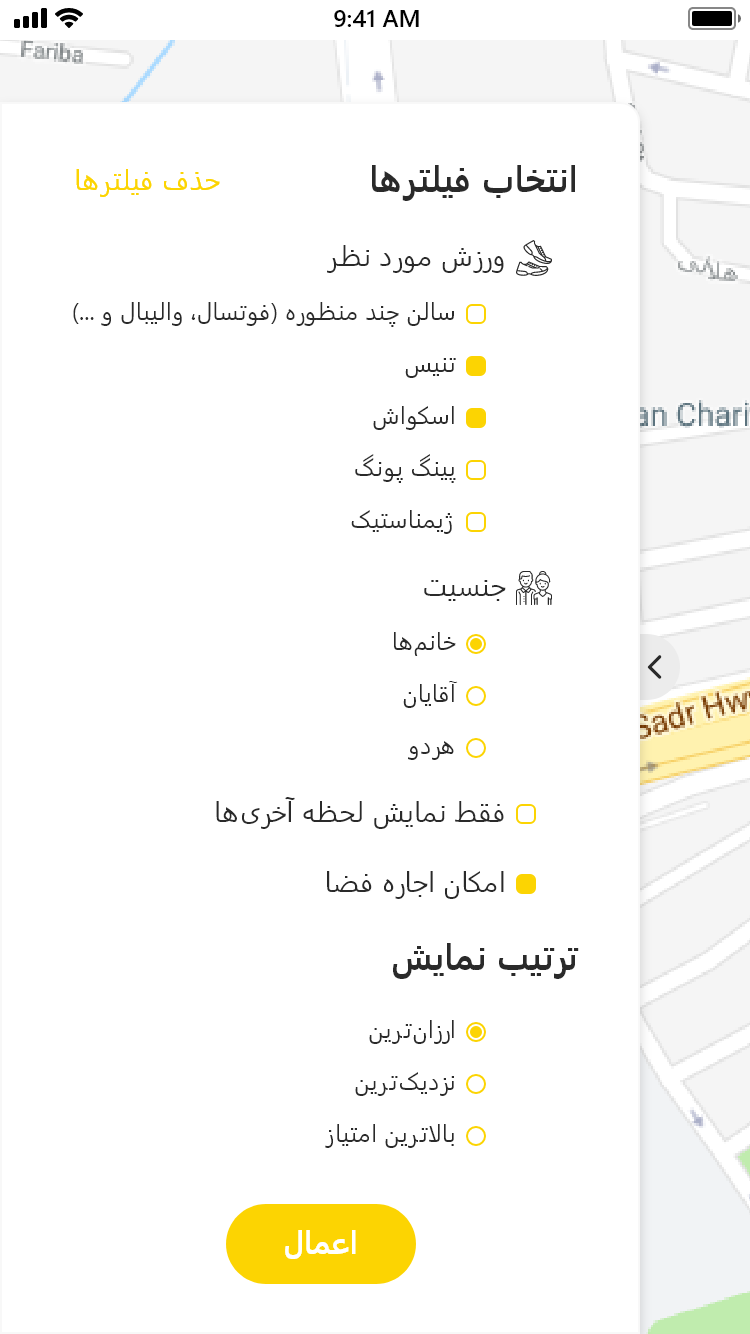 9:41 AM
Fariba
انتخاب فیلترها
حذف فیلترها
ورزش مورد نظر
سالن چند منظوره (فوتسال، والیبال و ...)
تنیس
اسکواش
پینگ پونگ
ژیمناستیک
جنسیت
خانم‌ها
آقایان
هردو
فقط نمایش لحظه آخری‌ها
امکان اجاره فضا
ترتیب نمایش
ارزان‌ترین
نزدیک‌ترین
بالاترین امتیاز
اعمال
an Chari
Sadr Hw